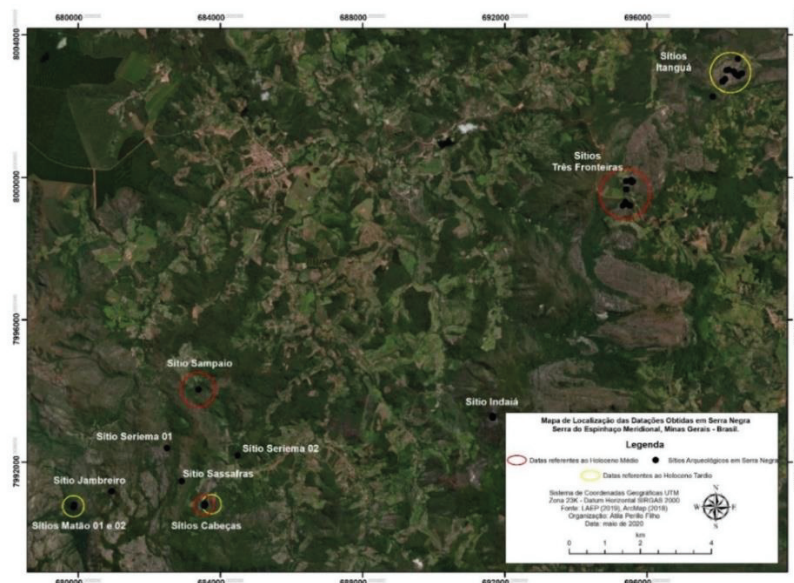 680000 684000 688000 692000 696000
8004000
Sítios
Itanguá
Sítios
Três Fronteiras
8000000
7996000
Sítio Sampaio
Sítio Indaiá
Sítio Seriema 01
Sítio Seriema 02
7992000
Sítio Jambreiro
Sítio Sassafras
Sítios Matão 01 e 02
Sítios Cabeças
Mapa de Localização das Datações Obtidas em Serra Negra
Serra do Espinhaço Meridional, Minas Gerais - Brasil.
Legenda
Datas referentes ao Holoceno Médio
Sítios Arqueológicos em Serra Negra
Datas referentes ao Holoceno Tardio
Sistema de Coordenadas Geográficas UTM
Zona 23K - Datum Horizontal SIRGAS 2000
Fonte: LAEP (2019), ArcMap (2018)
Organização: Átila Perillo Filho
Data: maio de 2020
N
W E
S
km
0 1 2 4
680000 684000 688000 692000 696000